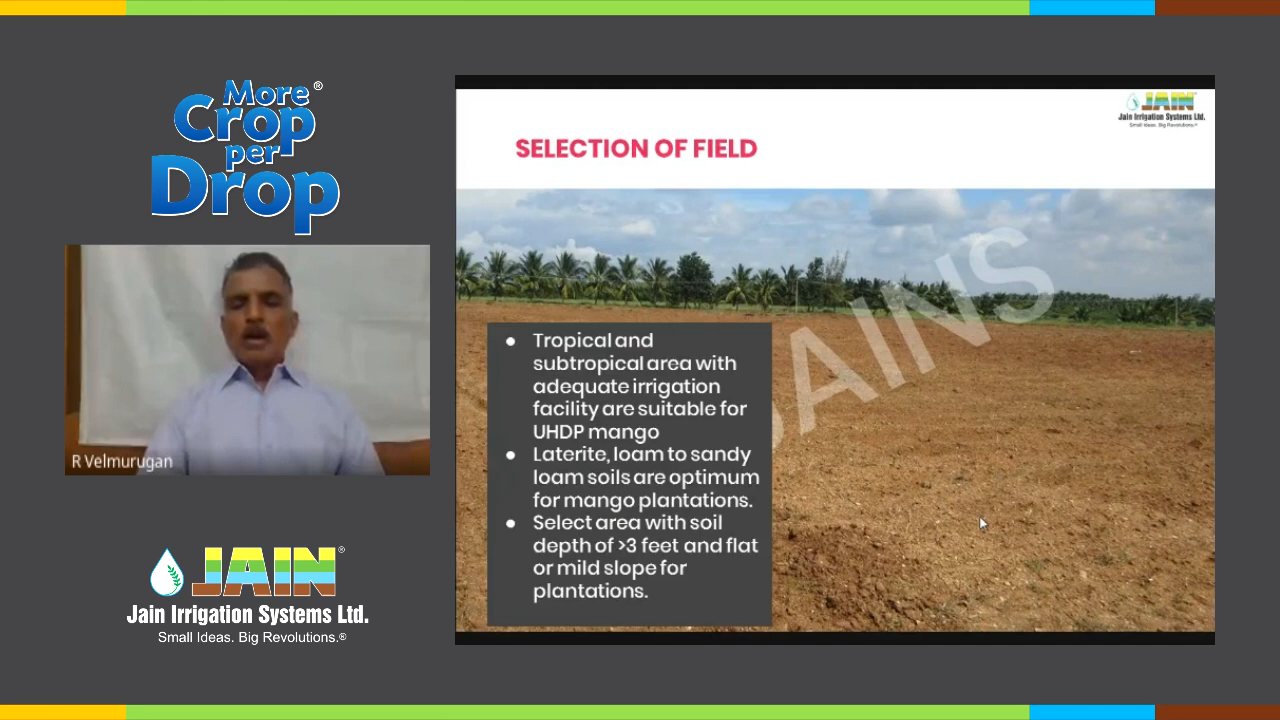 More®
Crop
per
Drop
R Velmurugan
JAIN®
Jain Irrigation Systems Ltd.
Small Ideas. Big Revolutions.®
JAIN
Jain Irrigation Systems Ltd.
Small Ideas. Big Revolutions.®
SELECTION OF FIELD
JAINS
● Tropical and
subtropical area with
adequate irrigation
facility are suitable for
UHDP mango
● Laterite, loam to sandy
loam soils are optimum
for mango plantations.
● Select area with soil
depth of >3 feet and flat
or mild slope for
plantations.